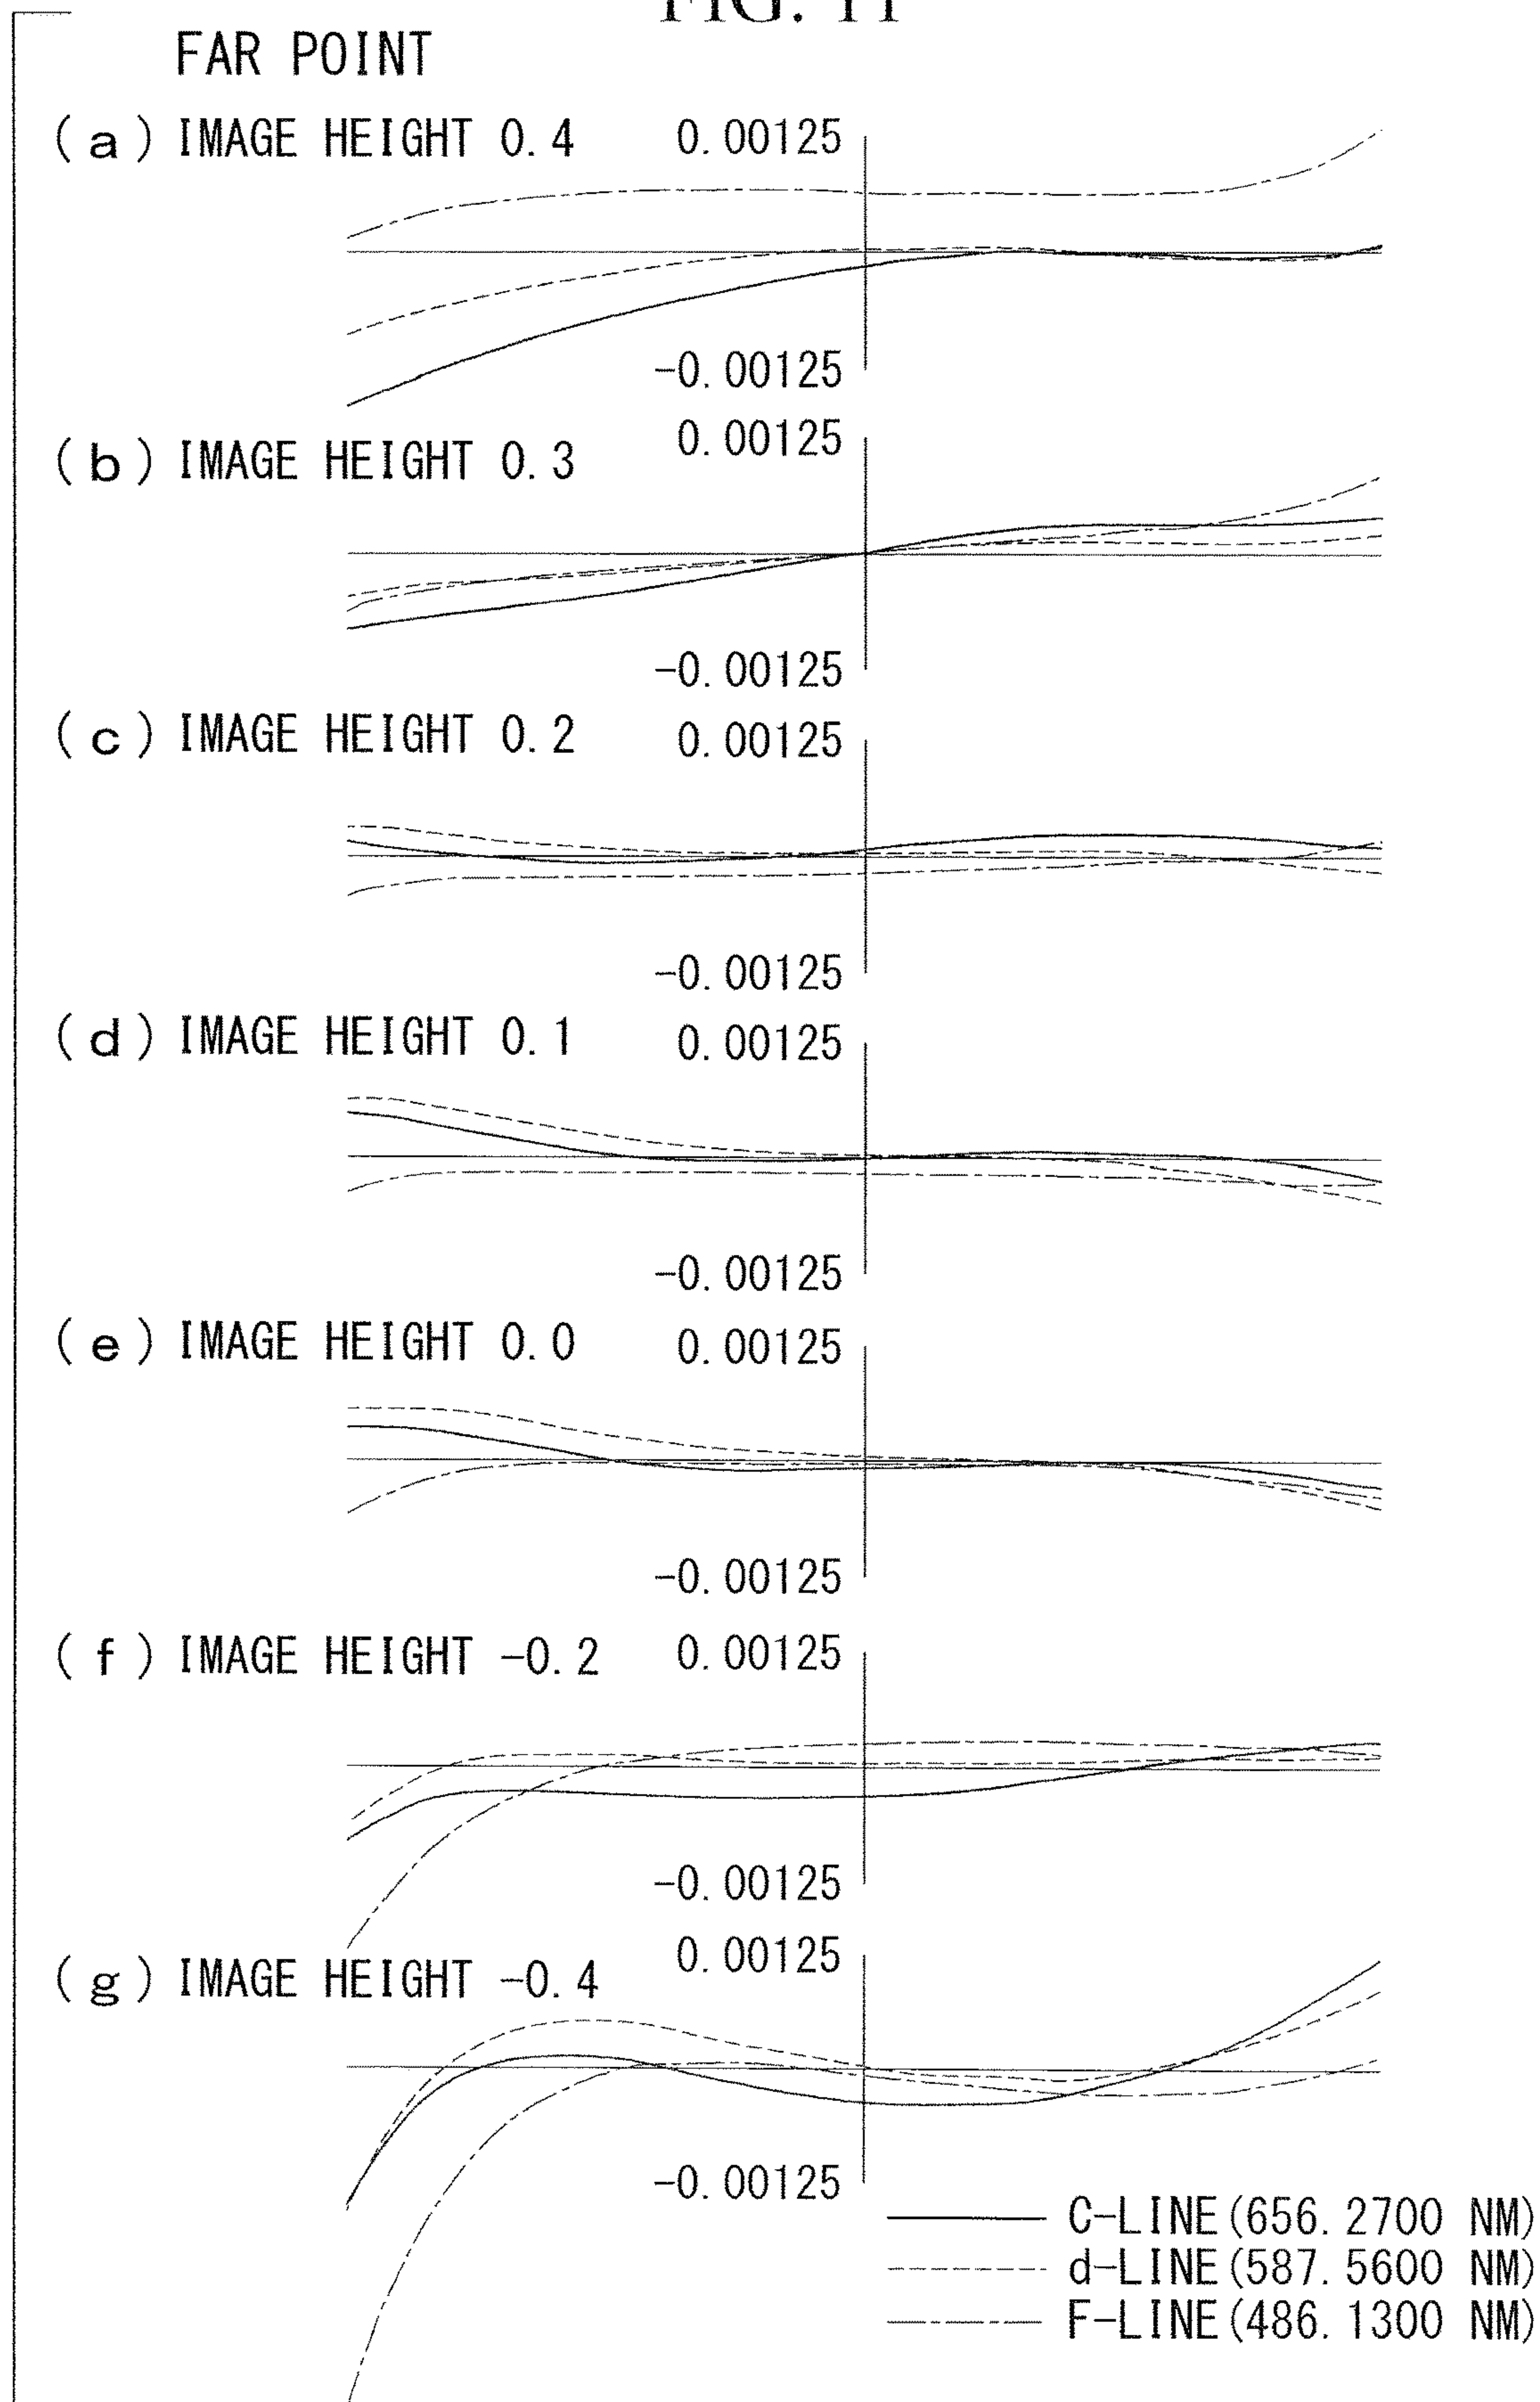 FIG. 11
FAR POINT
(a) IMAGE HEIGHT 0.4
0.00125
-0.00125
(b) IMAGE HEIGHT 0.3
0.00125
-0.00125
(c) IMAGE HEIGHT 0.2
0.00125
-0.00125
(d) IMAGE HEIGHT 0.1
0.00125
-0.00125
(e) IMAGE HEIGHT 0.0
0.00125
-0.00125
(f) IMAGE HEIGHT -0.2
0.00125
-0.00125
(g) IMAGE HEIGHT -0.4
0.00125
-0.00125
C-LINE(656.2700 NM)
d-LINE(587.5600 NM)
F-LINE(486.1300 NM)